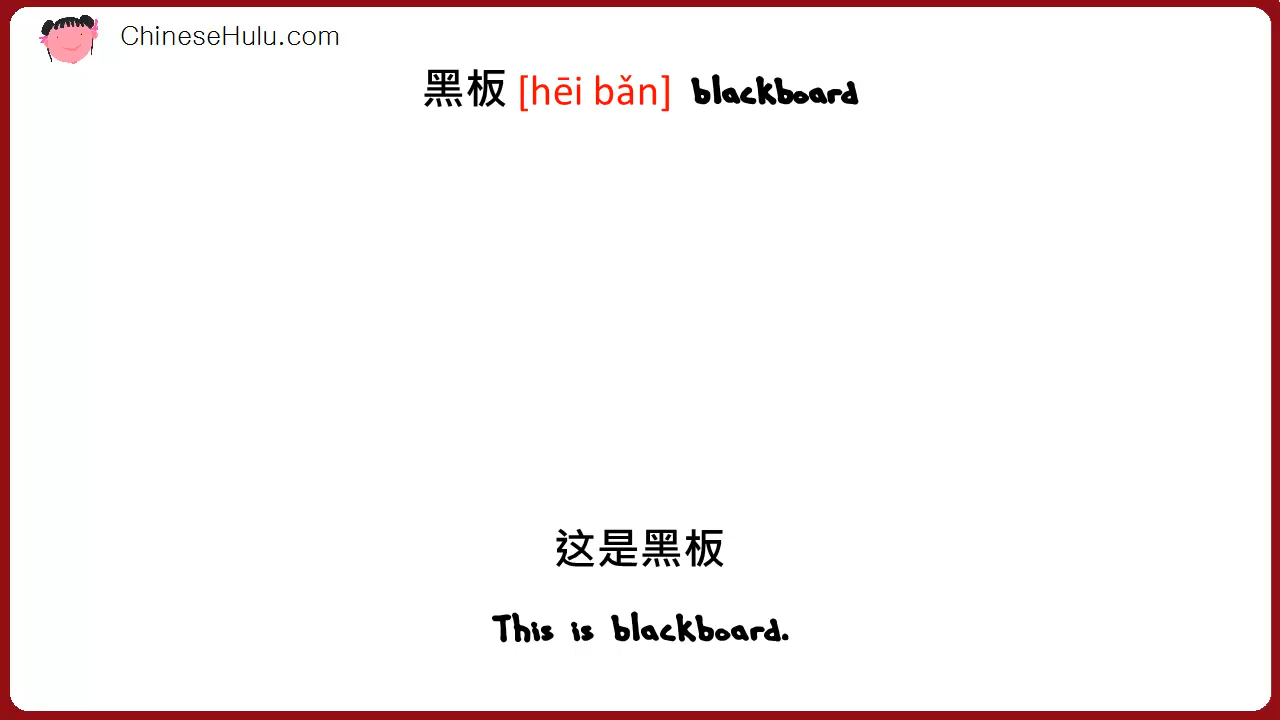 ChineseHulu.com
黑板 [hēi bǎn] blackboard
这是黑板
This is blackboard.